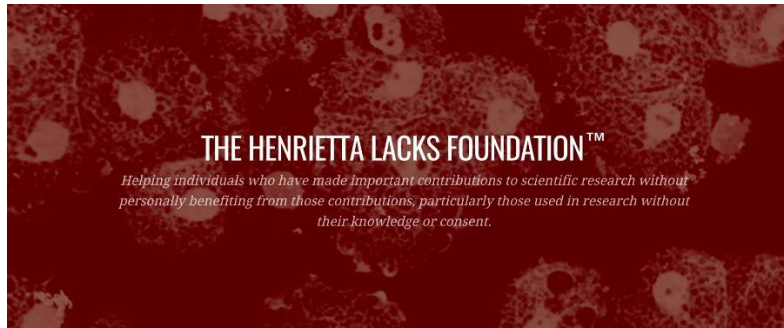 THE HENRIETTA LACKS FOUNDATION™
Helping individuals who have made important contributions to scientific research without
personally benefiting from those contributions, particularly those used in research without
their knowledge or consent.